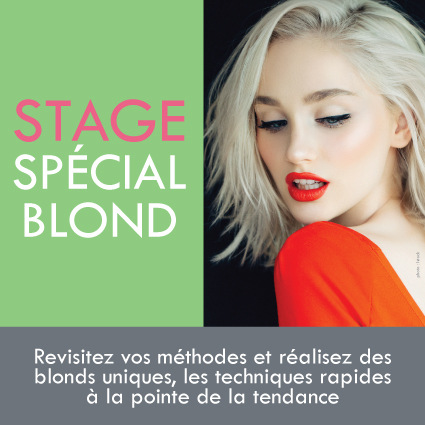 STAGE
SPÉCIAL
BLOND
Revisitez vos méthodes et réalisez des
blonds uniques, les techniques rapides
à la pointe de la tendance